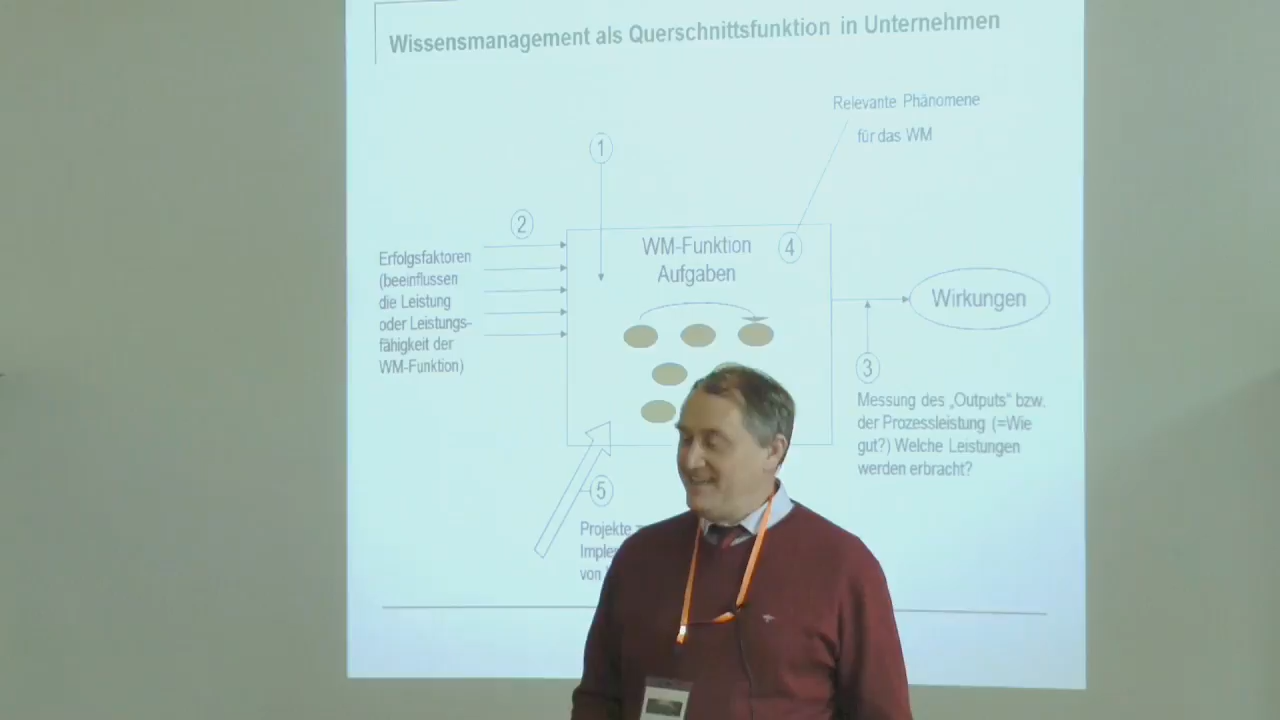 Wissensmanagement als Querschnittsfunktion in Unternehmen
Relevante Phänomene
für das WM
1
2
Erfolgsfaktoren
(beeinflussen
die Leistung
oder Leistungs-
fähigkeit der
WM-Funktion)
WM-Funktion
Aufgaben
4
Wirkungen
3
Messung des „Outputs“ bzw.
der Prozessleistung (=Wie
gut?) Welche Leistungen
werden erbracht?
5
Projekte
von